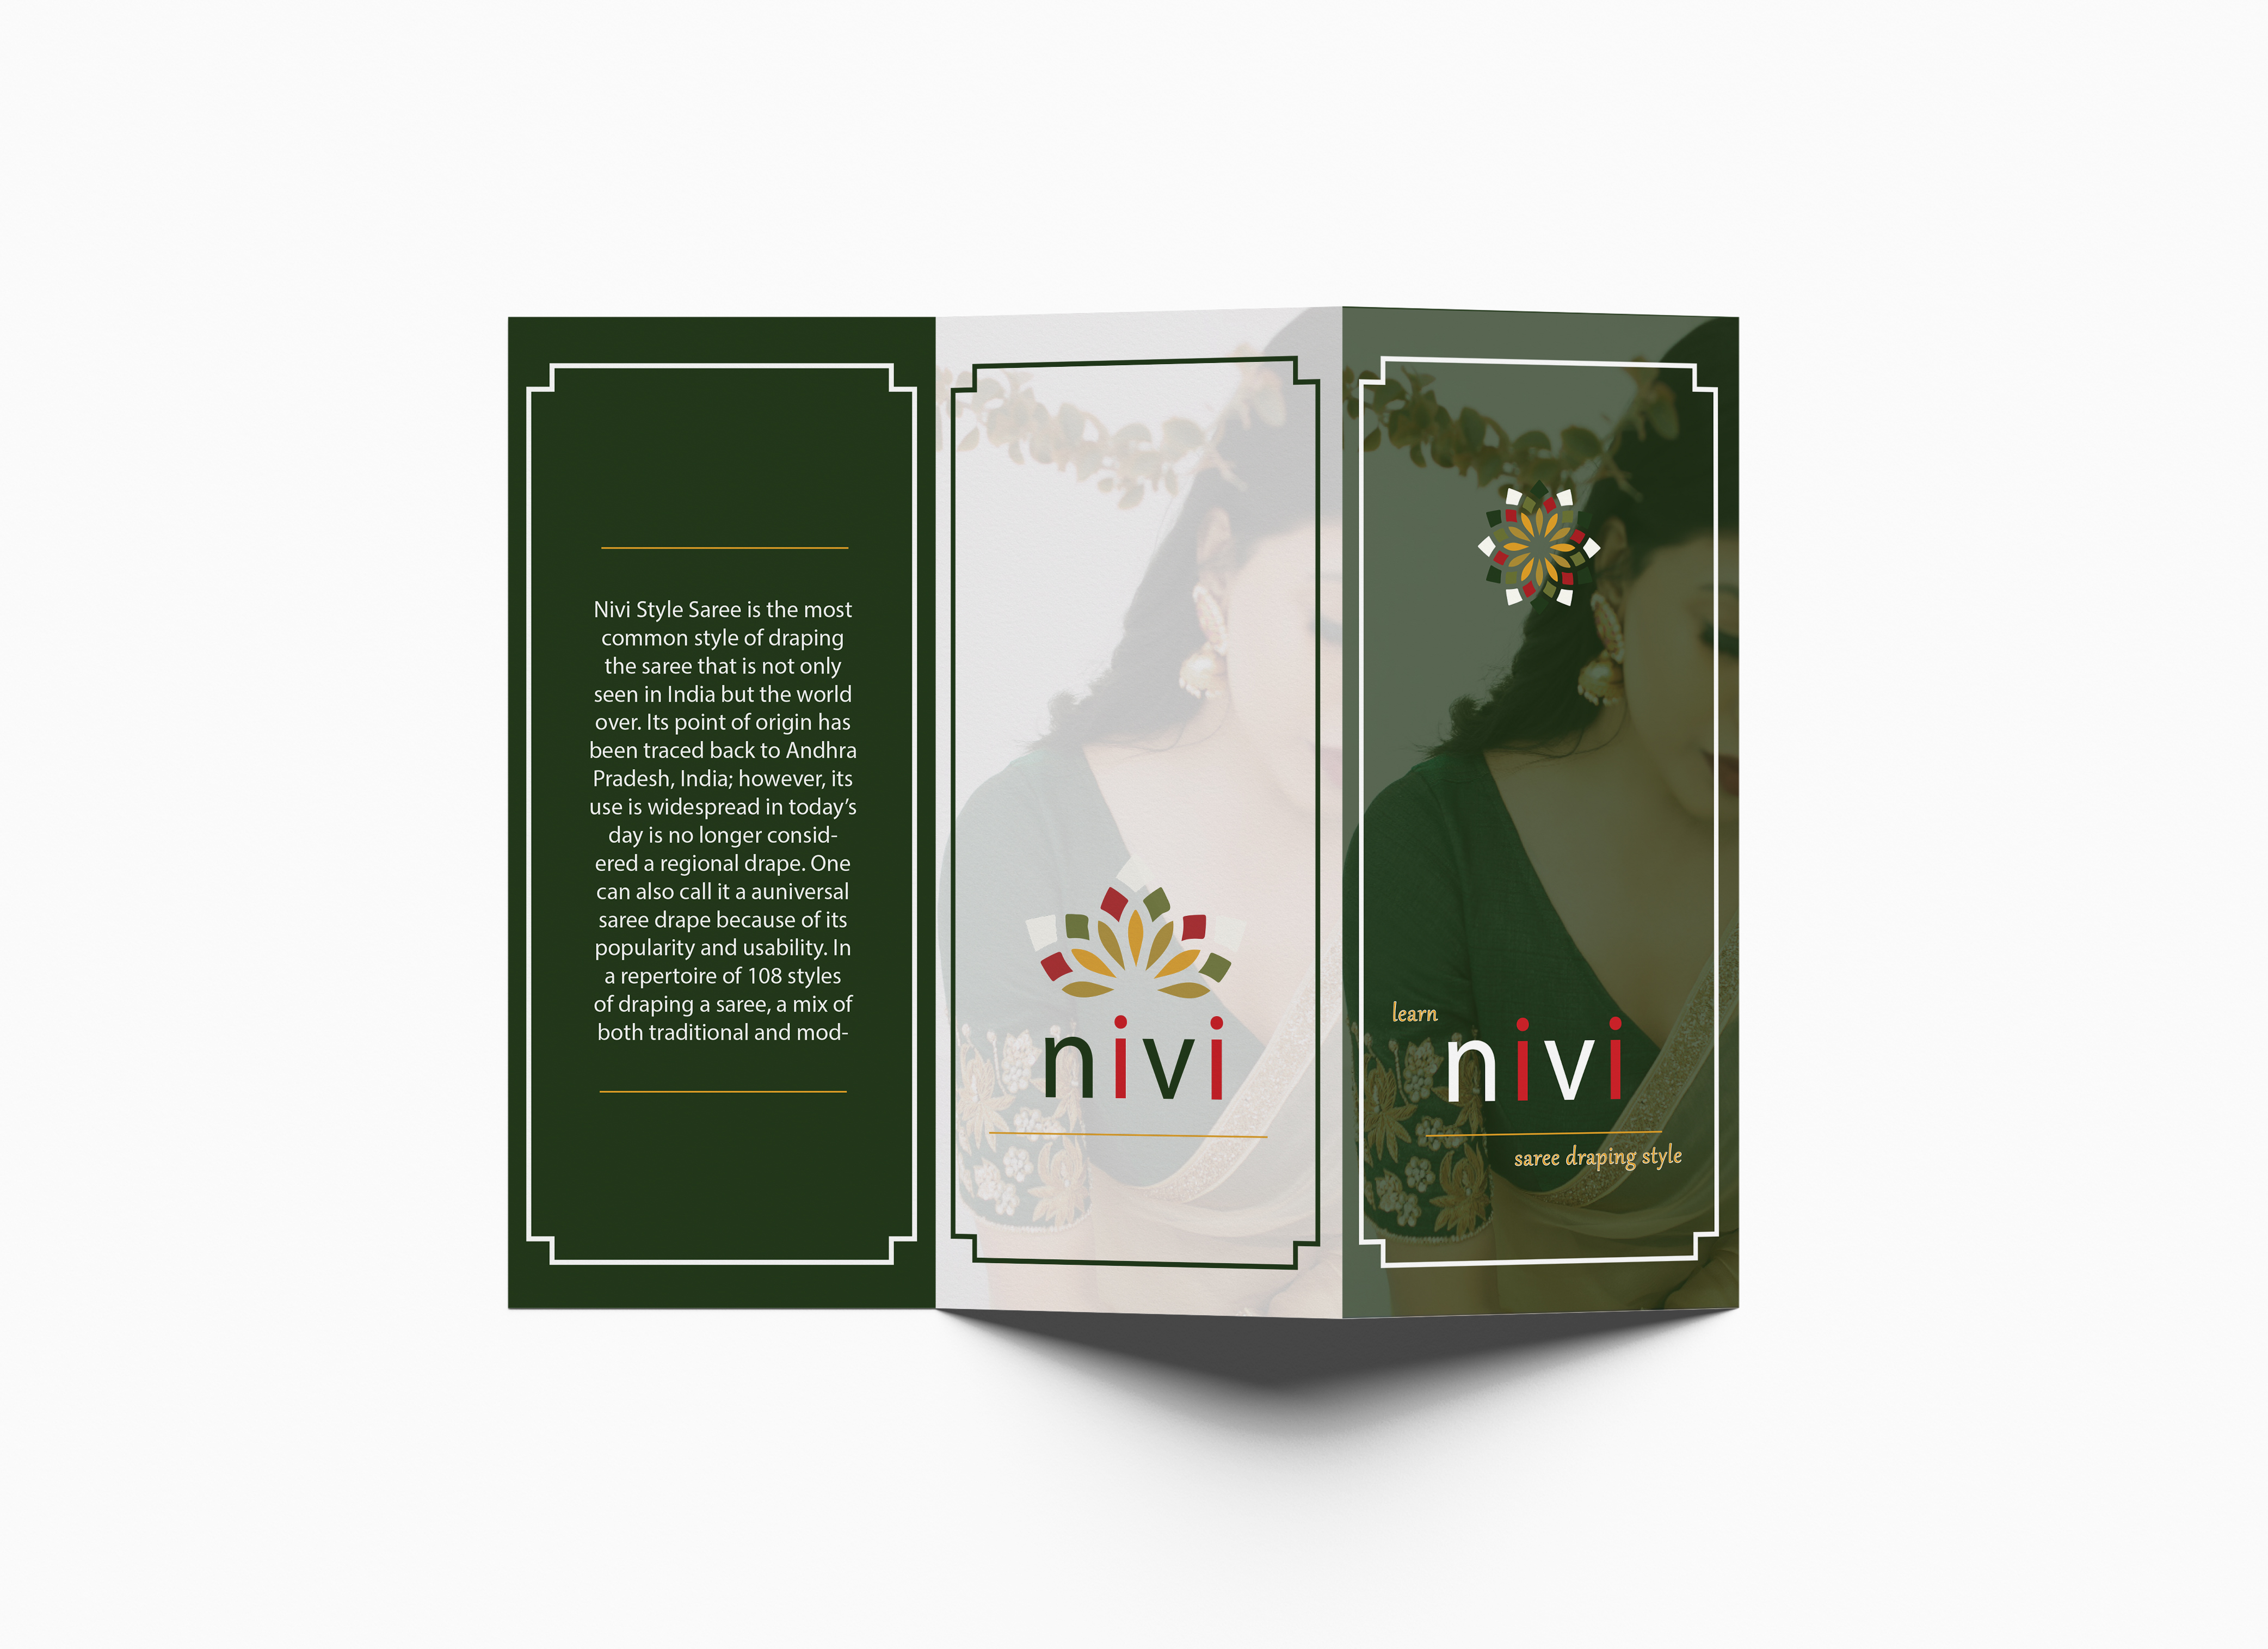 Nivi Style Saree is the most
common style of draping
the saree that is not only
seen in India but the world
over. Its point of origin has
been traced back to Andhra
Pradesh, India; however, its
use is widespread in today’s
day is no longer consid-
ered a regional drape. One
can also call it a auniversal
saree drape because of its
popularity and usability. In
a repertoire of 108 styles
of draping a saree, a mix of
both traditional and mod-
nivi
learn
nivi
saree draping style